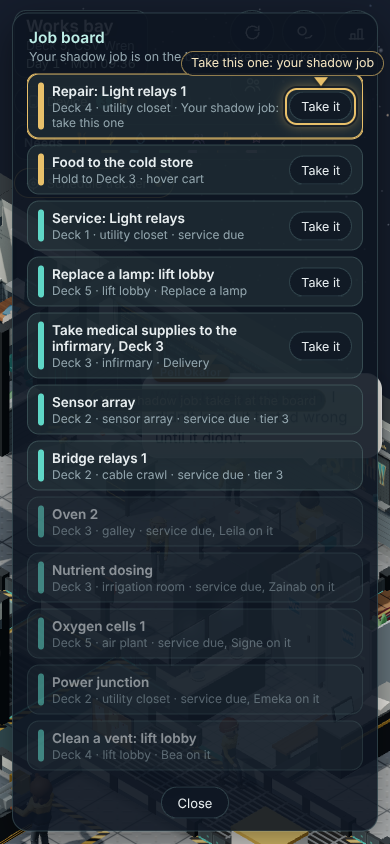 Works bay
Job board
Your shadow job is on the
Take this one: your shadow job
Repair: Light relays 1
Deck 4 · utility closet · Your shadow job:
take this one
Take it
Food to the cold store
Hold to Deck 3 · hover cart
Take it
Service: Light relays
Deck 1 · utility closet · service due
Take it
Replace a lamp: lift lobby
Deck 5 · lift lobby · Replace a lamp
Take it
Take medical supplies to the
infirmary, Deck 3
Deck 3 · infirmary · Delivery
Take it
Sensor array
Deck 2 · sensor array · service due · tier 3
Bridge relays 1
Deck 2 · cable crawl · service due · tier 3
until it didn't
Oven 2
Deck 3 · galley · service due, Leila on it
Nutrient dosing
Deck 3 · irrigation room · service due, Zainab on it
Oxygen cells 1
Deck 5 · air plant · service due, Signe on it
Power junction
Deck 2 · utility closet · service due, Emeka on it
Clean a vent: lift lobby
Deck 4 · lift lobby · Bea on it
Close